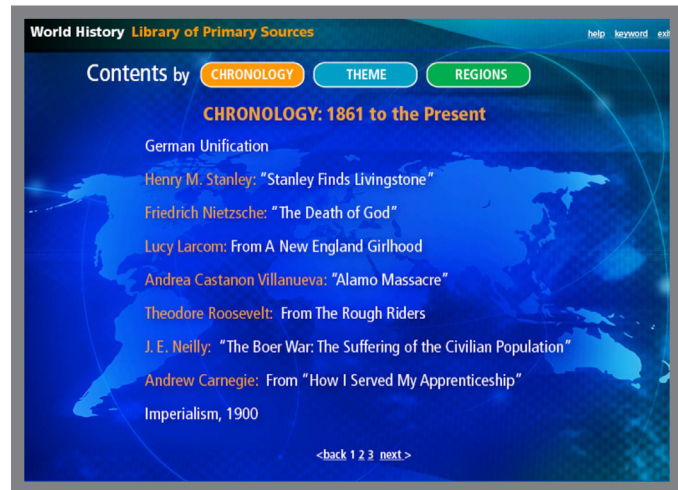 World History Library of Primary Sources
help keyword exit
Contents by CHRONOLOGY THEME REGIONS
CHRONOLOGY: 1861 to the Present
German Unification
Henry M. Stanley: “Stanley Finds Livingstone”
Friedrich Nietzsche: “The Death of God”
Lucy Larcom: From A New England Girlhood
Andrea Castanon Villanueva: “Alamo Massacre”
Theodore Roosevelt: From The Rough Riders
J. E. Neilly: “The Boer War: The Suffering of the Civilian Population”
Andrew Carnegie: From “How I Served My Apprenticeship”
Imperialism, 1900
<back 1 2 3 next >